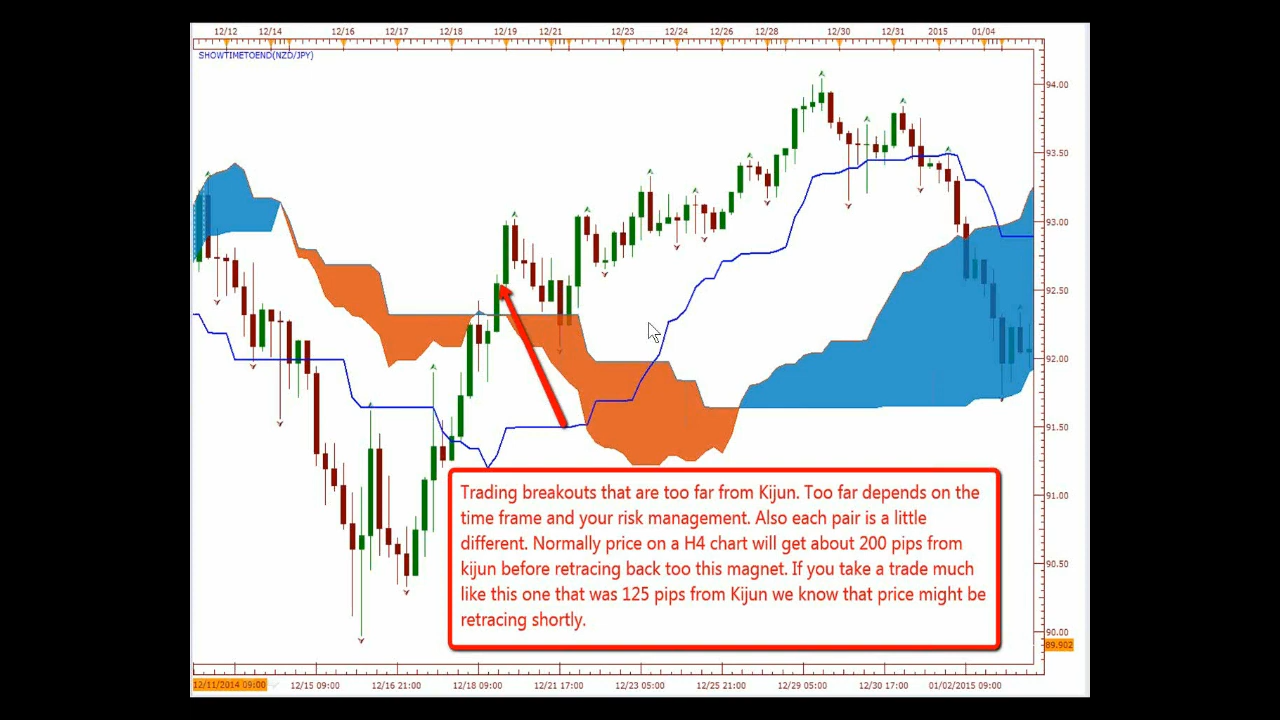 12/12 12/14 12/16 12/17 12/18 12/19 12/21 12/23 12/24 12/26 12/28 12/30 12/31 2015 01/04
SHOWTIMETOEND(NZD/JPY)
94.00
93.50
93.00
92.50
92.00
91.50
91.00
90.50
90.00
89.902
Trading breakouts that are too far from Kijun. Too far depends on the
time frame and your risk management. Also each pair is a little
different. Normally price on a H4 chart will get about 200 pips from
kijun before retracing back too this magnet. If you take a trade much
like this one that was 125 pips from Kijun we know that price might be
retracing shortly.
12/11/2014 09:00 12/15 09:00 12/16 21:00 12/18 09:00 12/21 17:00 12/23 05:00 12/25 21:00 12/29 05:00 12/30 17:00 01/02/2015 09:00